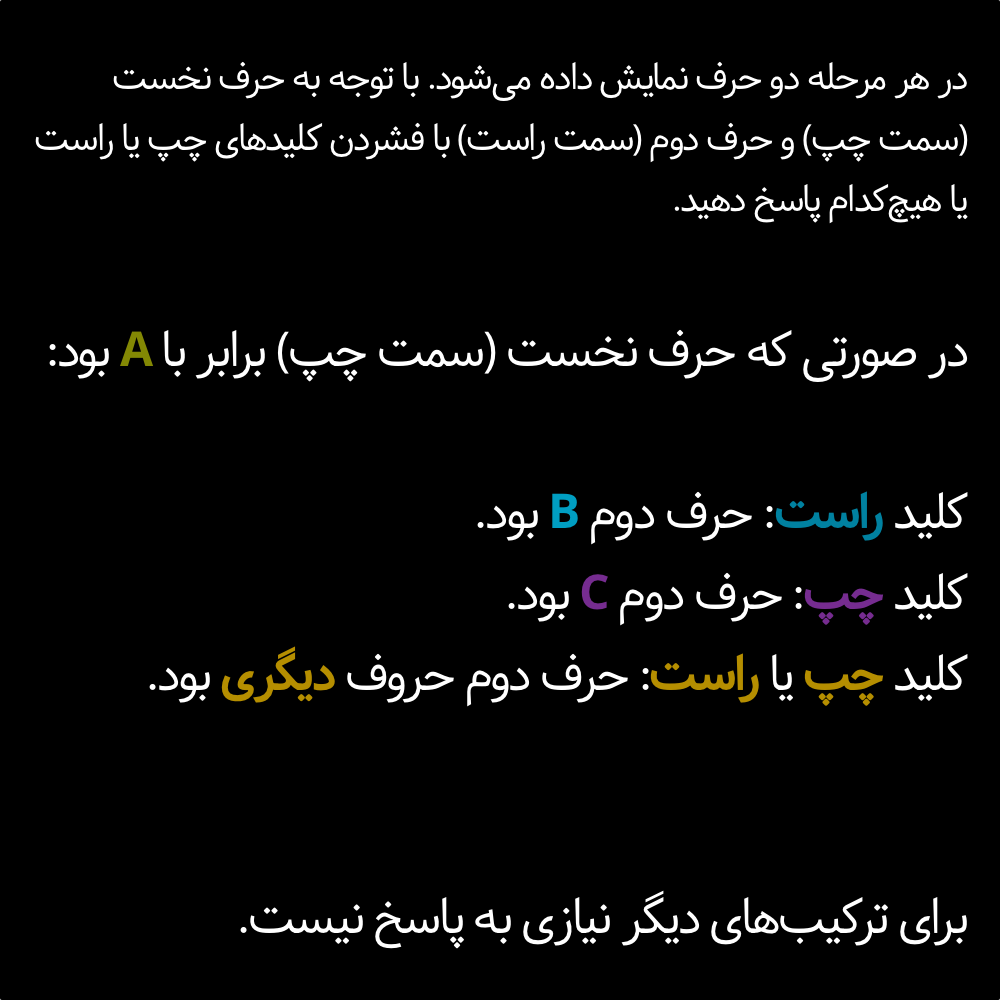 در هر مرحله دو حرف نمایش داده می‌شود. با توجه به حرف نخست
(سمت چپ) و حرف دوم (سمت راست) با فشردن کلیدهای چپ یا راست
یا هیچ‌کدام پاسخ دهید.
در صورتی که حرف نخست (سمت چپ) برابر با A بود:
کلید راست: حرف دوم B بود.
کلید چپ: حرف دوم C بود.
کلید چپ یا راست: حرف دوم حروف دیگری بود.
برای ترکیب‌های دیگر نیازی به پاسخ نیست.